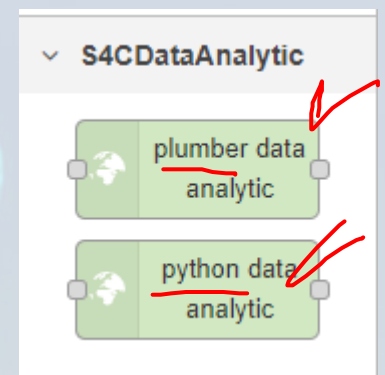 S4CDataAnalytic
plumber data
analytic
python data
analytic